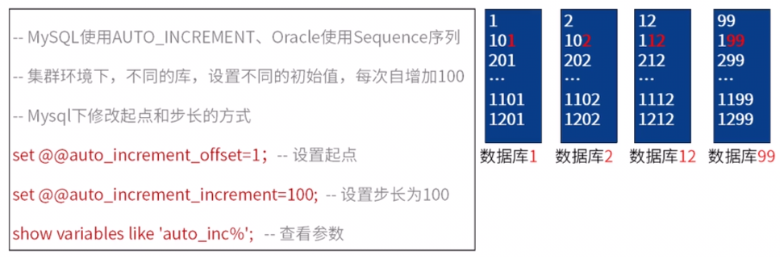 -- MySQL使用AUTO_INCREMENT、Oracle使用Sequence序列
-- 集群环境下，不同的库，设置不同的初始值，每次自增加100
-- Mysql下修改起点和步长的方式
set @@auto_increment_offset=1； -- 设置起点
set @@auto_increment_increment=100; -- 设置步长为100
show variables like 'auto_inc%'; -- 查看参数
1
101
201
...
1101
1201
数据库1
2
102
202
...
1102
1202
数据库2
12
112
212
...
1112
1212
数据库12
99
199
299
...
1199
1299
数据库99